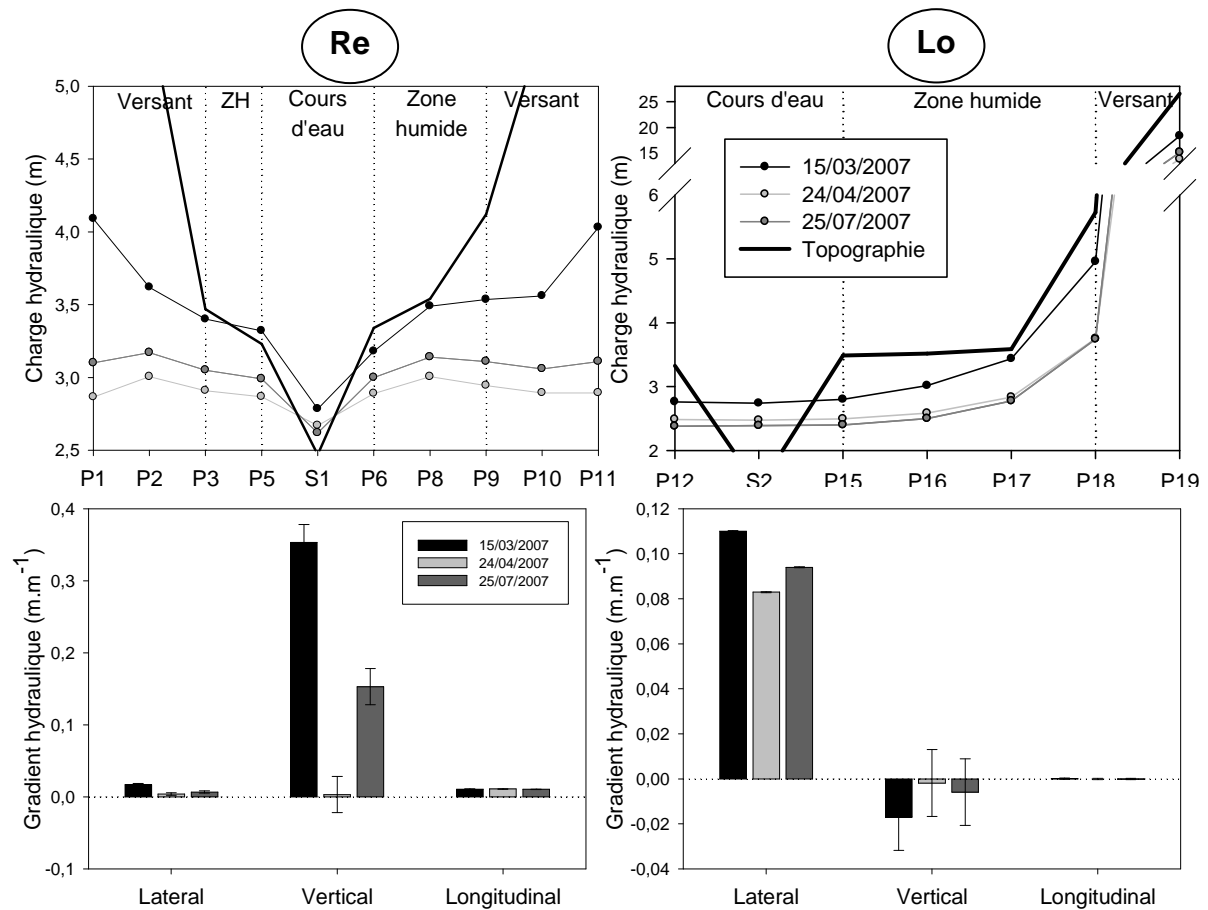 Re
Lo
Charge hydraulique (m)
5,0
4,5
4,0
3,5
3,0
2,5
Versant
ZH
Cours d'eau
Zone humide
Versant
P1 P2 P3 P5 S1 P6 P8 P9 P10 P11
Charge hydraulique (m)
25
20
15
6
5
4
3
2
Cours d'eau
Zone humide
Versant
15/03/2007
24/04/2007
25/07/2007
Topographie
P12 S2 P15 P16 P17 P18 P19
Gradient hydraulique (m.m-1)
0,4
0,3
0,2
0,1
0,0
-0,1
15/03/2007
24/04/2007
25/07/2007
Lateral Vertical Longitudinal
Gradient hydraulique (m.m-1)
0,12
0,10
0,08
0,06
0,04
0,02
0,00
-0,02
-0,04
Lateral Vertical Longitudinal